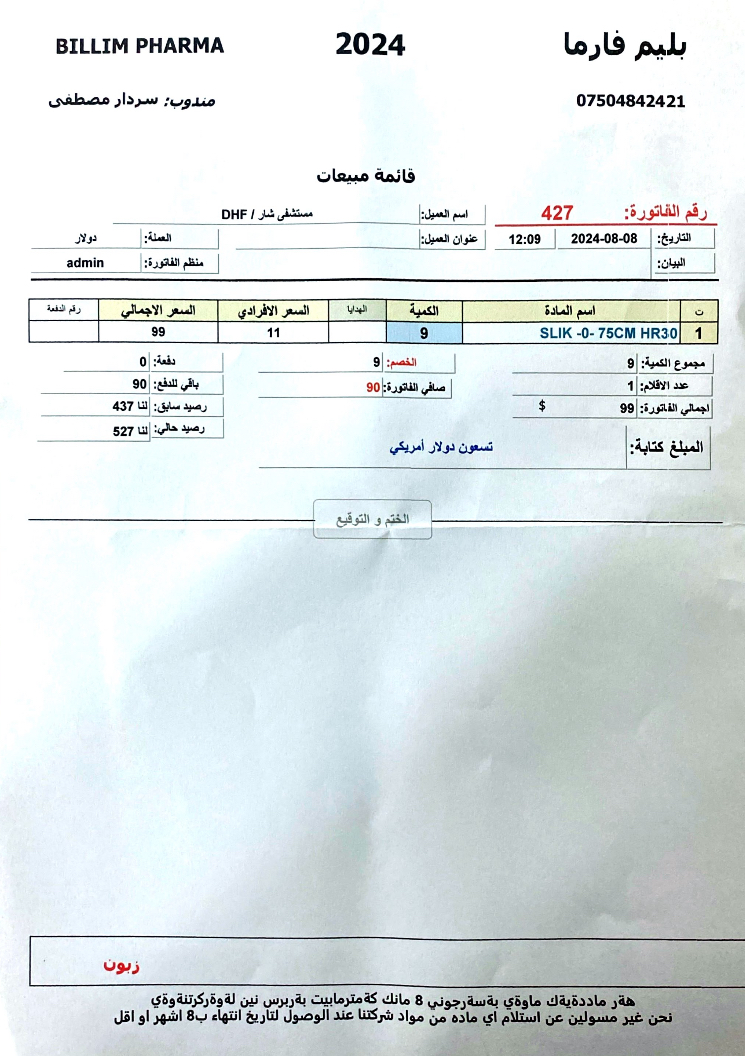 بليم فارما 2024 BILLIM PHARMA
07504842421 مندوب: سردار مصطفى
قائمة مبيعات
رقم الفاتورة: 427 اسم العميل: مستشفى شار / DHF
التاريخ: 2024-08-08 12:09 عنوان العميل: العملة: دولار
البيان: منظم الفاتورة: admin
ت اسم المادة الكمية الهدايا السعر الافرادي السعر الاجمالي رقم الدفعة
1 SLIK -0- 75CM HR30 9 11 99
مجموع الكمية: 9 الخصم: 9 دفعة: 0
عدد الاقلام: 1 صافي الفاتورة: 90 باقي للدفع: 90
اجمالي الفاتورة: 99 $ رصيد سابق: لنا 437
رصيد حالي: لنا 527
المبلغ كتابة: تسعون دولار أمريكي
الختم و التوقيع
زبون
هةر ماددةيةك ماوةي بةسةرجوني 8 مانك كةمترمابيت بةربرس نين لةوةركرتنةوةي
نحن غير مسولين عن استلام اي ماده من مواد شركتنا عند الوصول لتاريخ انتهاء ب8 اشهر او اقل